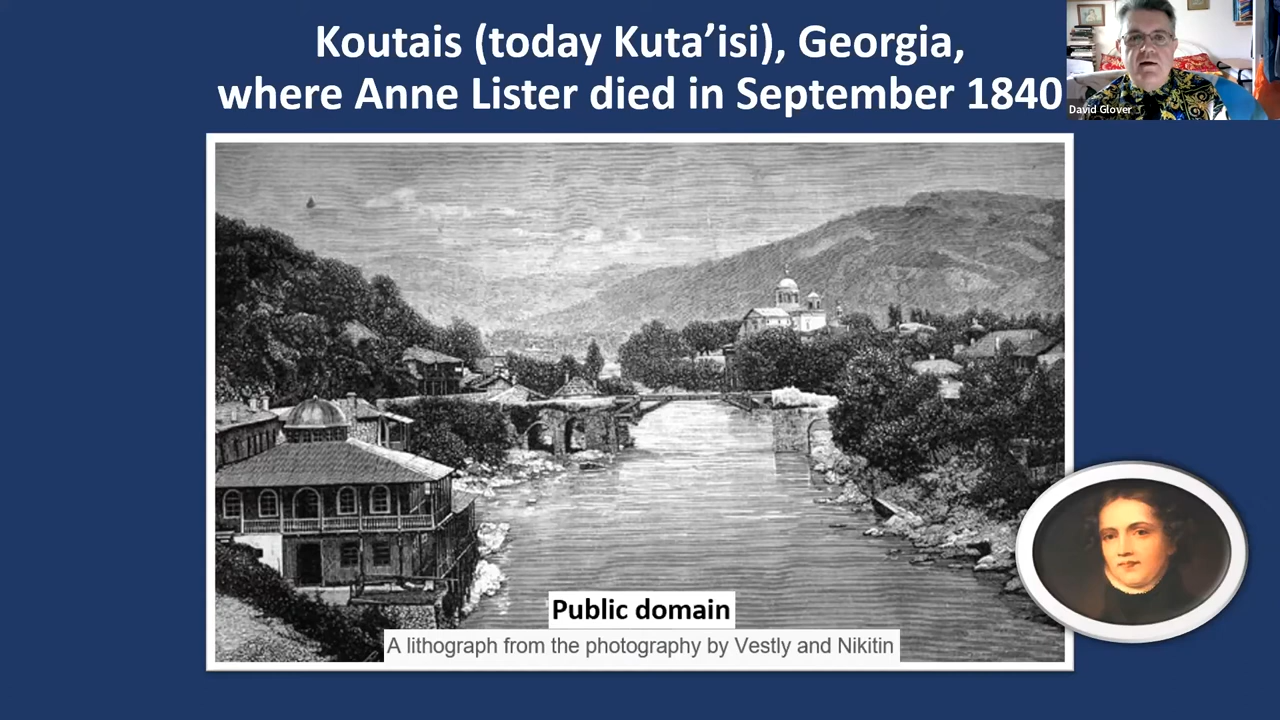 Koutais (today Kuta’isi), Georgia,
where Anne Lister died in September 1840
David Glover
Public domain
A lithograph from the photography by Vestly and Nikitin